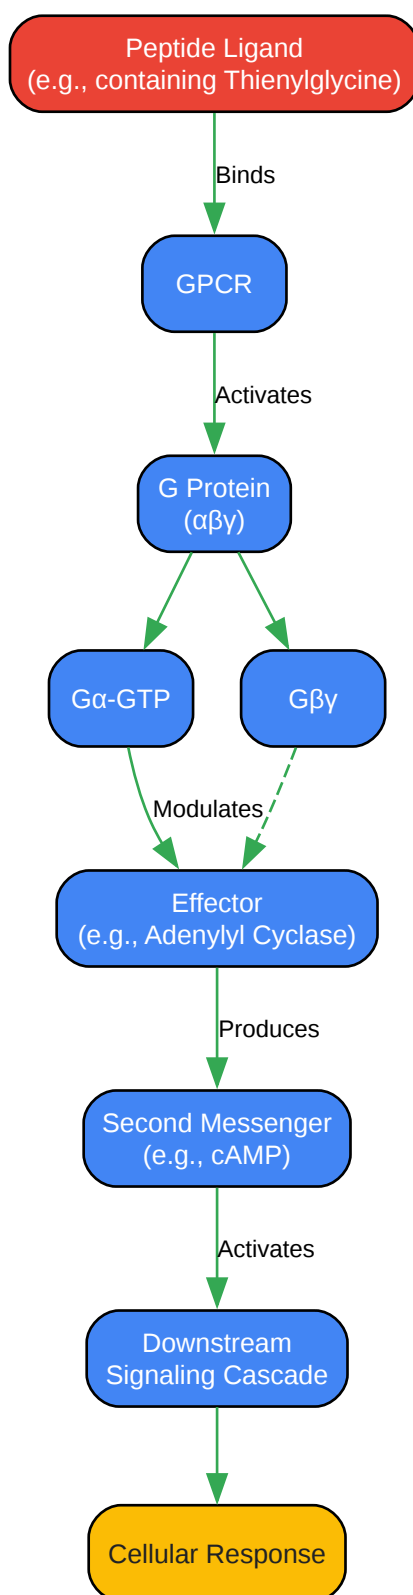 Peptide Ligand
(e.g., containing Thienylglycine)
Binds
GPCR
Activates
G Protein
(αβγ)
Gα-GTP
Gβγ
Modulates
Effector
(e.g., Adenylyl Cyclase)
Produces
Second Messenger
(e.g., cAMP)
Activates
Downstream
Signaling Cascade
Cellular Response